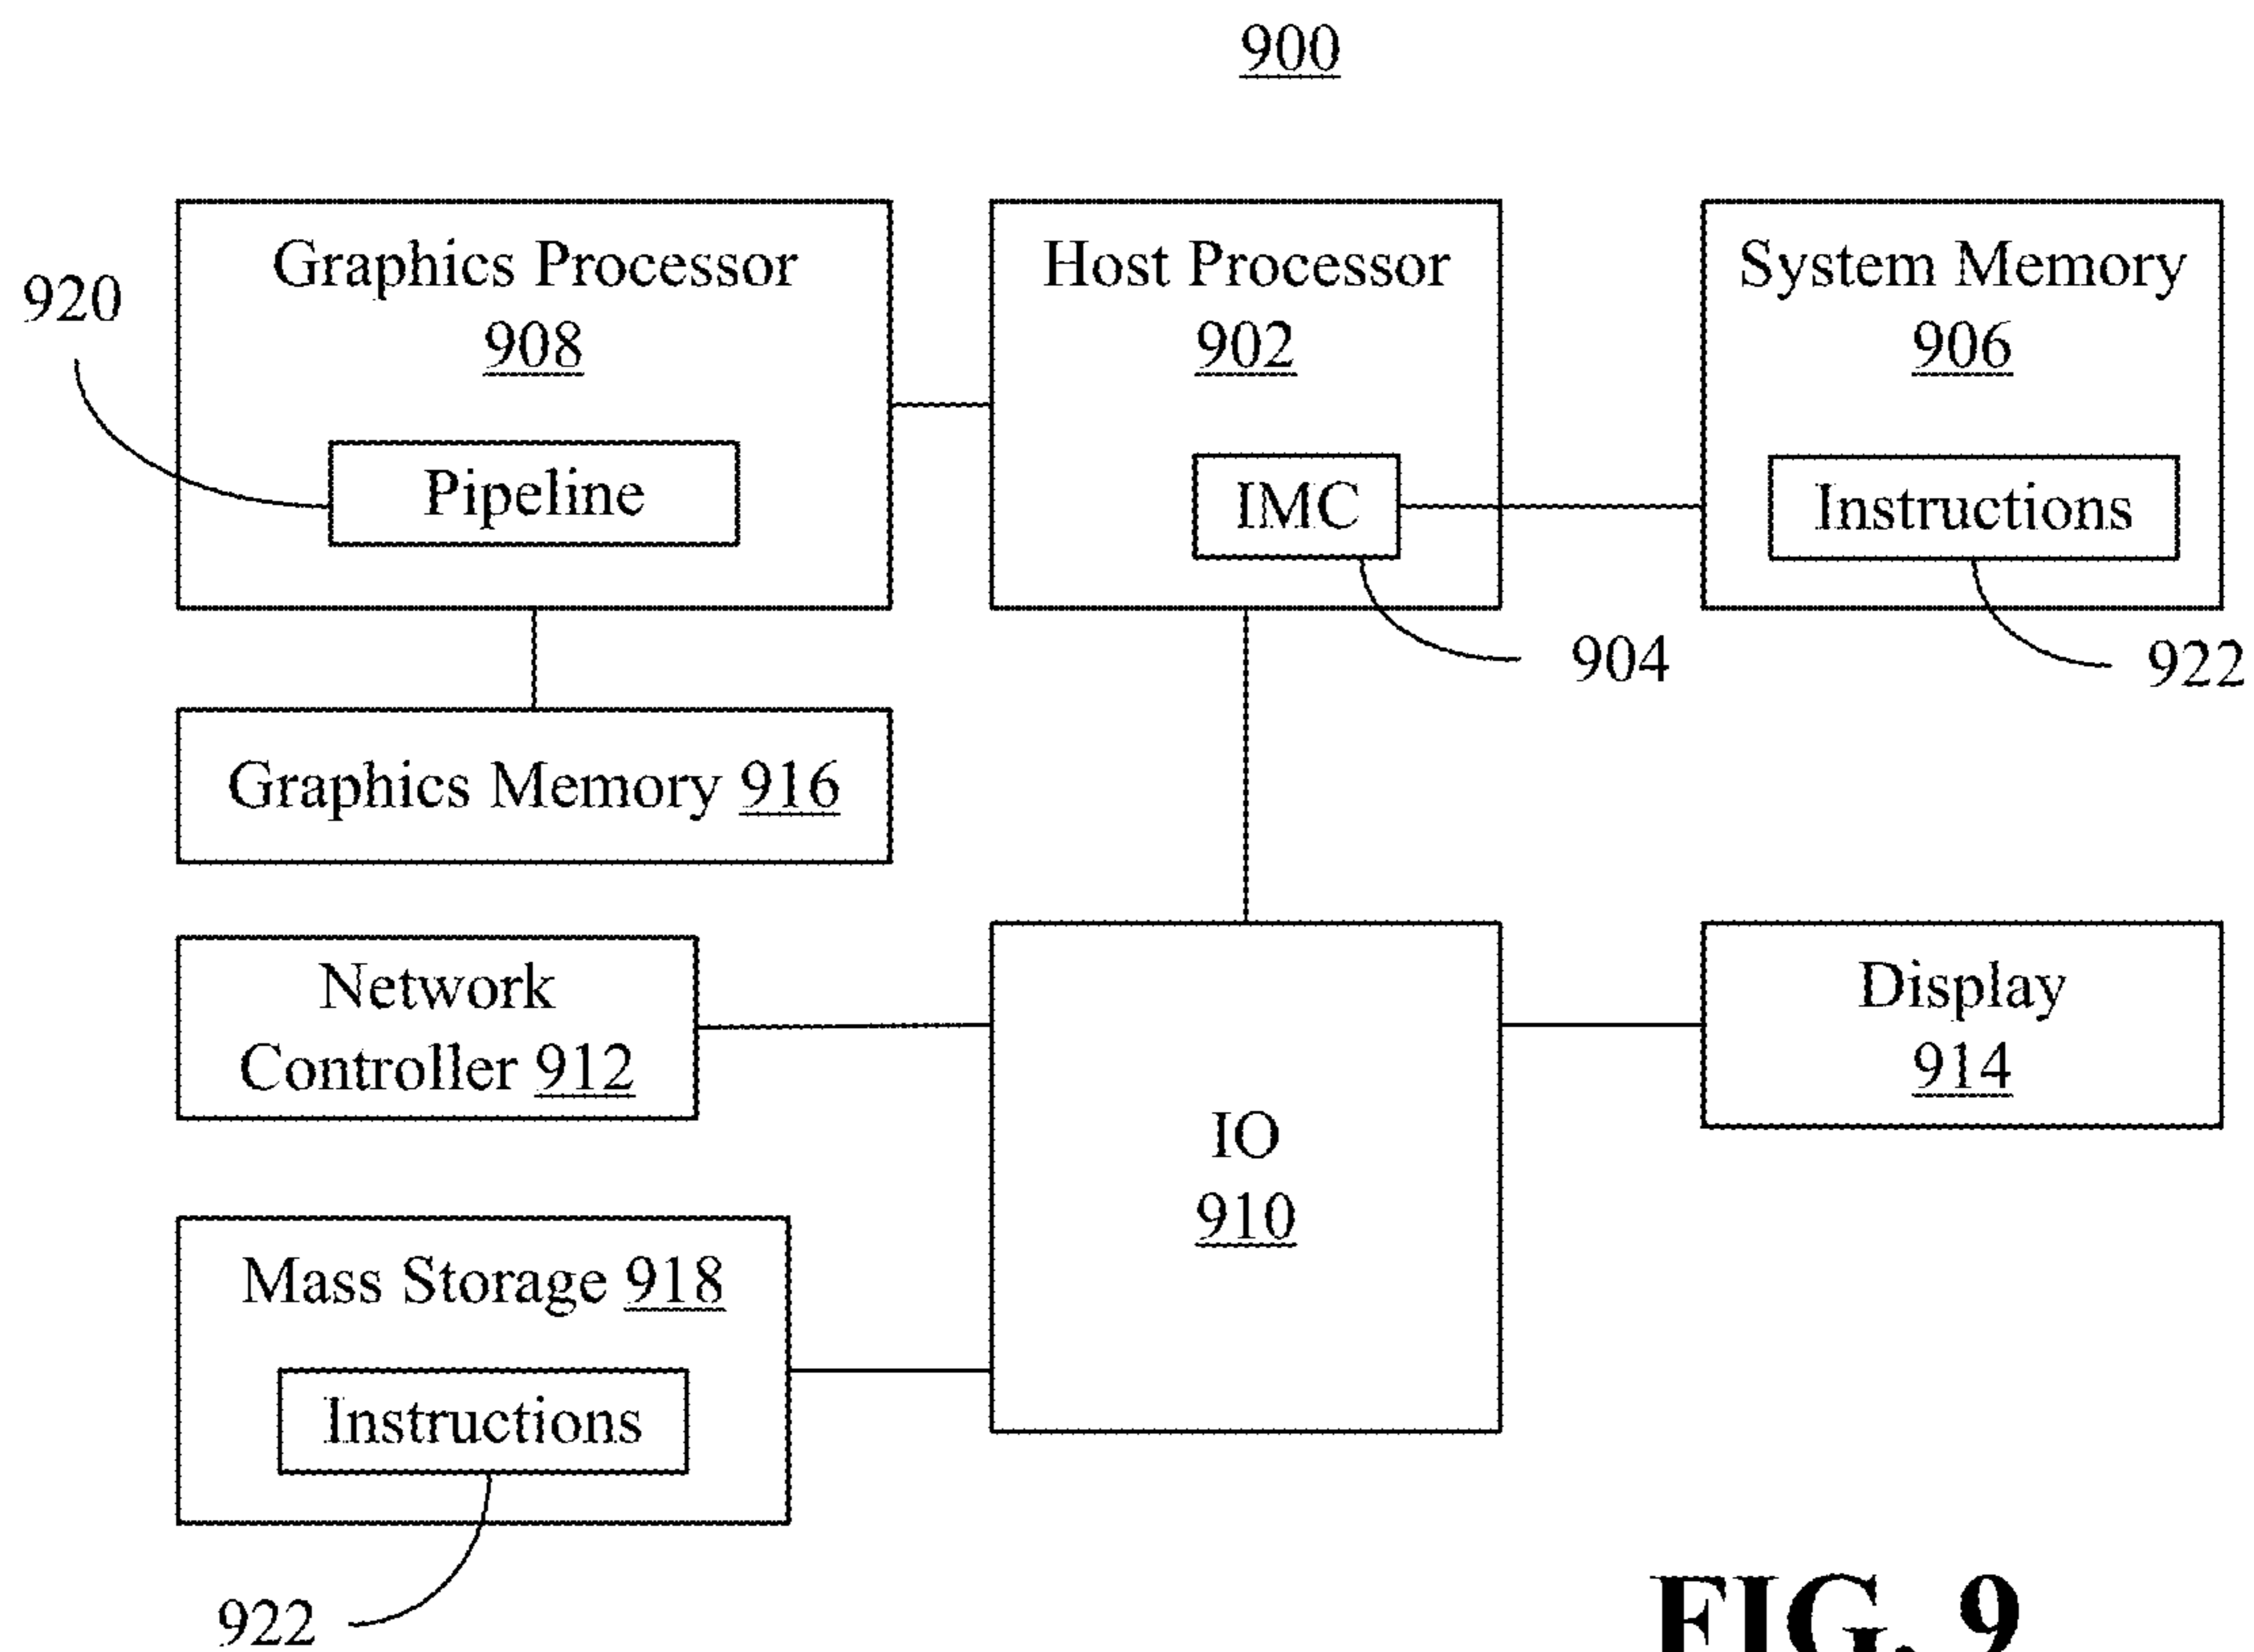 900
Graphics Processor
908
920
Pipeline
Host Processor
902
IMC
904
System Memory
906
Instructions
922
Graphics Memory 916
Network
Controller 912
IO
910
Display
914
Mass Storage 918
Instructions
922
FIG. 9